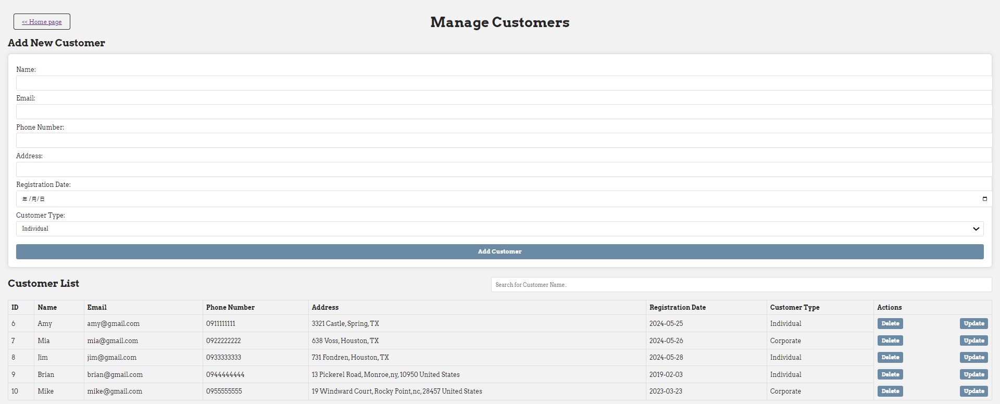 << Home page
Manage Customers
Add New Customer
Name:
Email:
Phone Number:
Address:
Registration Date:
年 /月/日
Customer Type:
Individual
Add Customer
Customer List
Search for Customer Name..
ID Name Email Phone Number Address Registration Date Customer Type Actions
6 Amy amy@gmail.com 0911111111 3321 Castle, Spring, TX 2024-05-25 Individual Delete Update
7 Mia mia@gmail.com 0922222222 638 Voss, Houston, TX 2024-05-26 Corporate Delete Update
8 Jim jim@gmail.com 0933333333 731 Fondren, Houston, TX 2024-05-28 Individual Delete Update
9 Brian brian@gmail.com 0944444444 13 Pickerel Road, Monroe,ny, 10950 United States 2019-02-03 Individual Delete Update
10 Mike mike@gmail.com 0955555555 19 Windward Court, Rocky Point,nc, 28457 United States 2023-03-23 Corporate Delete Update